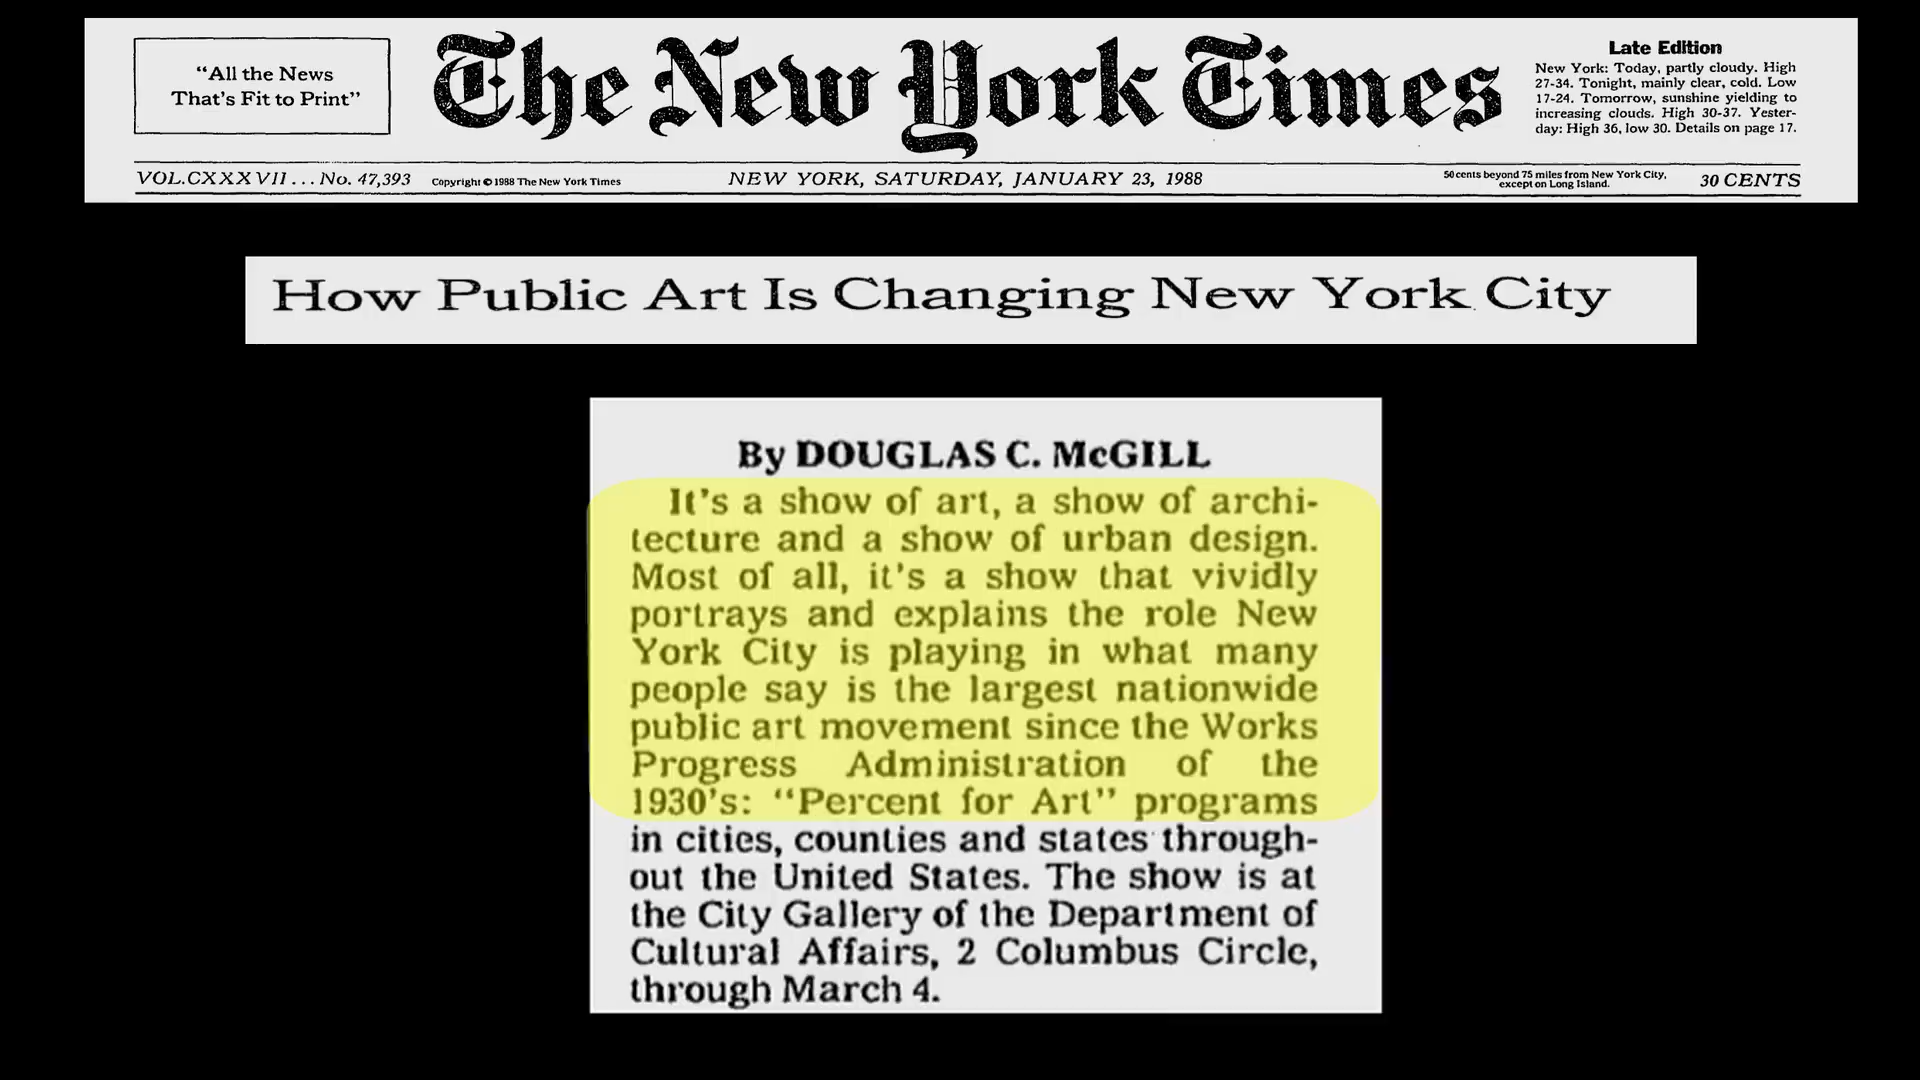 “All the News
That’s Fit to Print”
The New York Times
Late Edition
New York: Today, partly cloudy. High
27-34. Tonight, mainly clear, cold. Low
17-24. Tomorrow, sunshine yielding to
increasing clouds. High 30-37. Yester-
day: High 36, low 30. Details on page 17.
VOL.CXXXVII . . . No. 47,393
Copyright © 1988 The New York Times
NEW YORK, SATURDAY, JANUARY 23, 1988
50 cents beyond 75 miles from New York City,
except on Long Island.
30 CENTS
How Public Art Is Changing New York City
By DOUGLAS C. McGILL
It’s a show of art, a show of archi-
tecture and a show of urban design.
Most of all, it’s a show that vividly
portrays and explains the role New
York City is playing in what many
people say is the largest nationwide
public art movement since the Works
Progress Administration of the
1930’s: “Percent for Art” programs
in cities, counties and states through-
out the United States. The show is at
the City Gallery of the Department of
Cultural Affairs, 2 Columbus Circle,
through March 4.